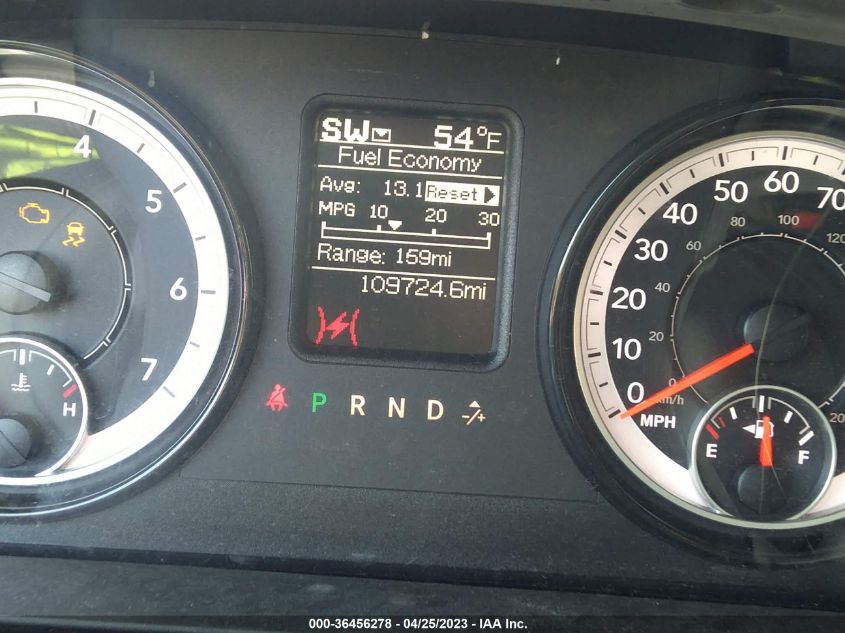 4
5
6
7
H
SW 54°F
Fuel Economy
Avg: 13.1 Reset
MPG 10 20 30
Range: 159mi
109724.6mi
P R N D -/+
0 10 20 30 40 50 60 70
0 20 40 60 80 100 120
km/h
MPH
E F
000-36456278 - 04/25/2023 - IAA Inc.